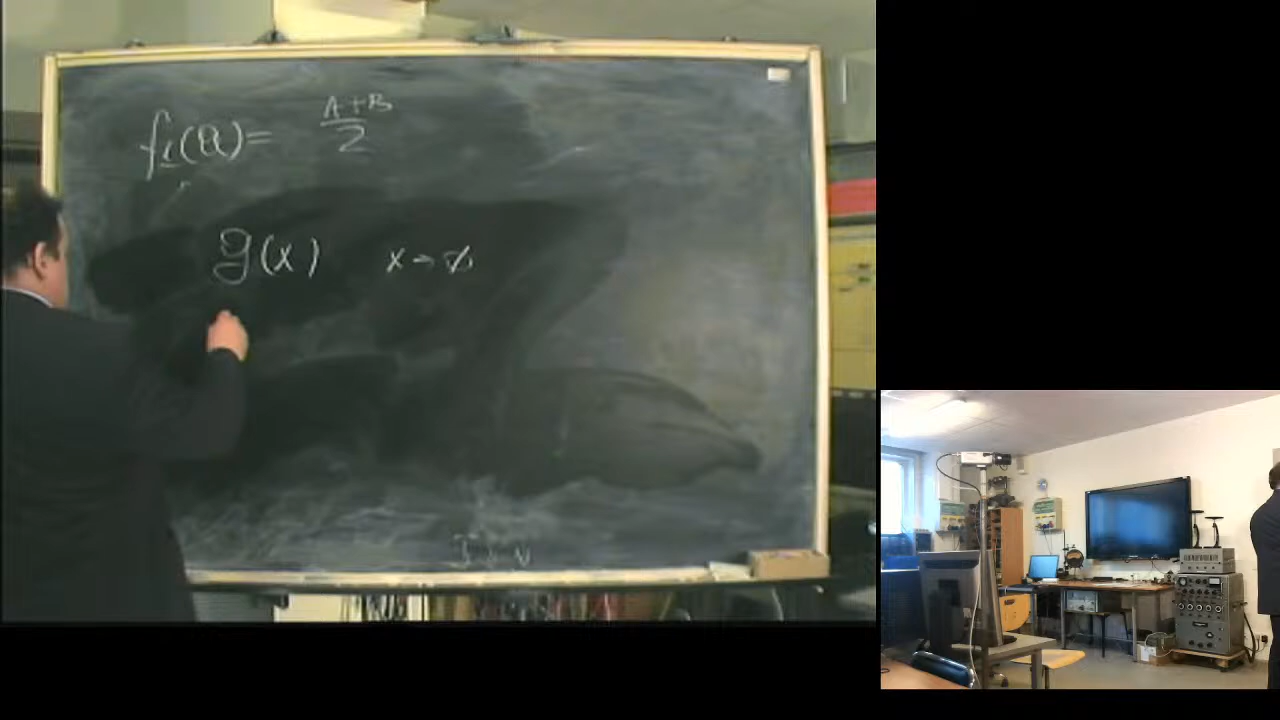 f₁(a) = A+B/2
g(x) x→∞